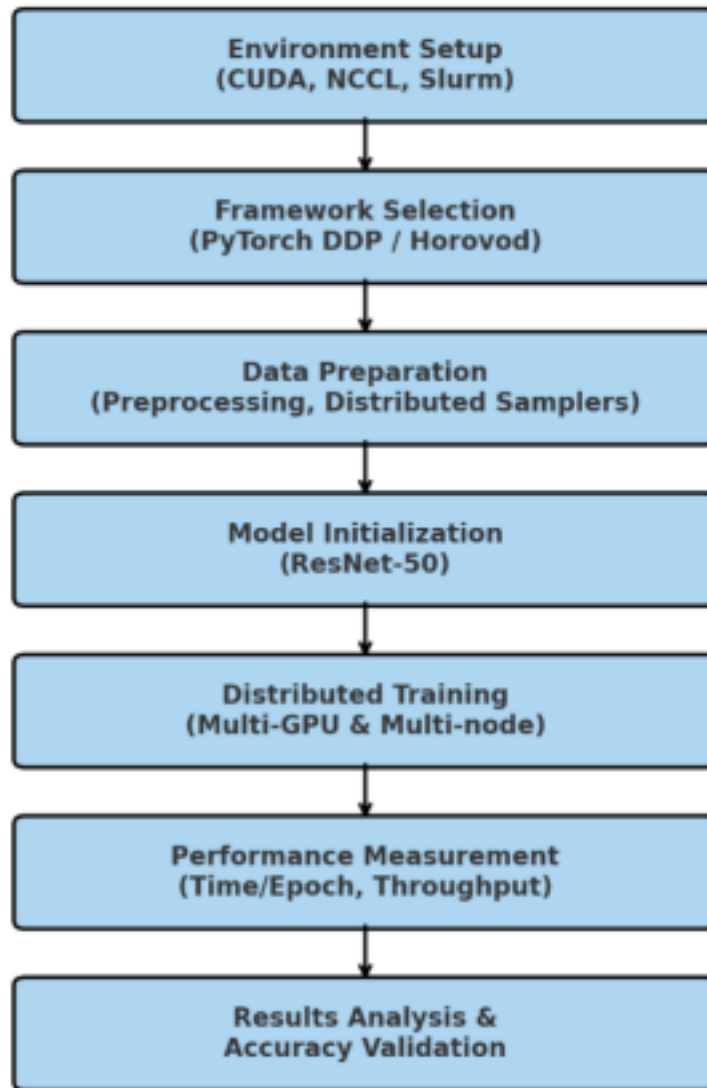 Environment Setup
(CUDA, NCCL, Slurm)
Framework Selection
(PyTorch DDP / Horovod)
Data Preparation
(Preprocessing, Distributed Samplers)
Model Initialization
(ResNet-50)
Distributed Training
(Multi-GPU & Multi-node)
Performance Measurement
(Time/Epoch, Throughput)
Results Analysis &
Accuracy Validation